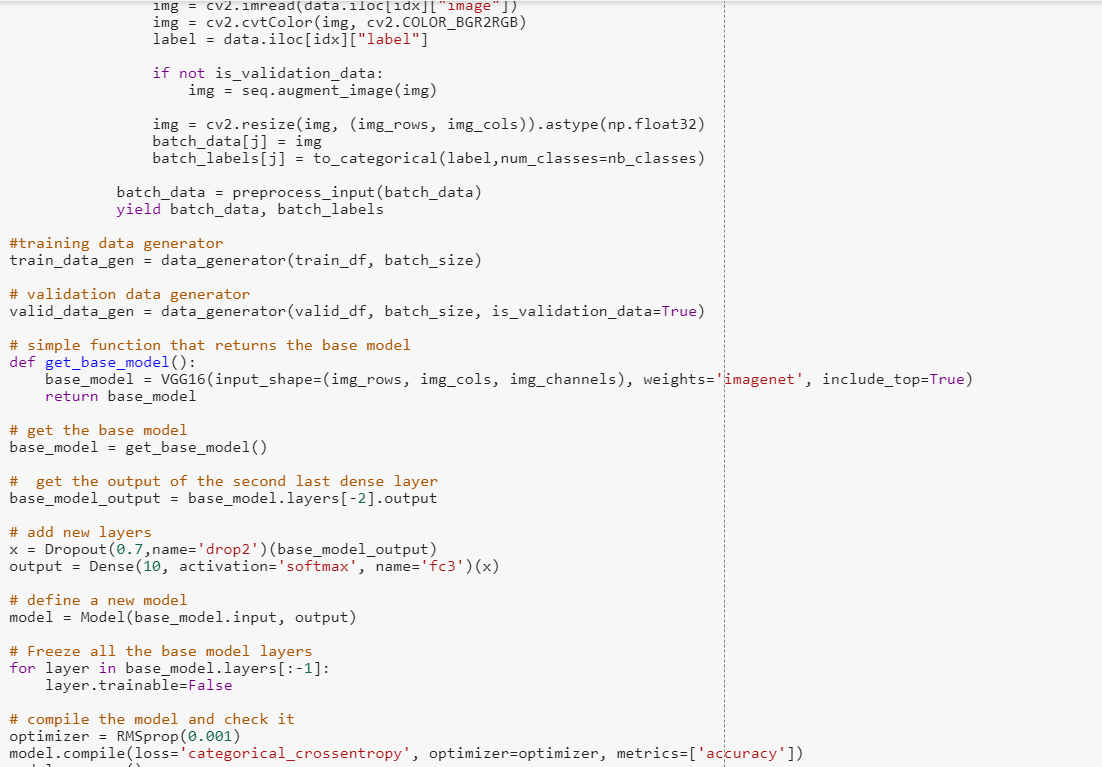 img = cv2.imread(data.iloc[idx]["image"])
img = cv2.cvtColor(img, cv2.COLOR_BGR2RGB)
label = data.iloc[idx]["label"]
if not is_validation_data:
img = seq.augment_image(img)
img = cv2.resize(img, (img_rows, img_cols)).astype(np.float32)
batch_data[j] = img
batch_labels[j] = to_categorical(label,num_classes=nb_classes)
batch_data = preprocess_input(batch_data)
yield batch_data, batch_labels
#training data generator
train_data_gen = data_generator(train_df, batch_size)
# validation data generator
valid_data_gen = data_generator(valid_df, batch_size, is_validation_data=True)
# simple function that returns the base model
def get_base_model():
base_model = VGG16(input_shape=(img_rows, img_cols, img_channels), weights='imagenet', include_top=True)
return base_model
# get the base model
base_model = get_base_model()
#  get the output of the second last dense layer
base_model_output = base_model.layers[-2].output
# add new layers
x = Dropout(0.7,name='drop2')(base_model_output)
output = Dense(10, activation='softmax', name='fc3')(x)
# define a new model
model = Model(base_model.input, output)
# Freeze all the base model layers
for layer in base_model.layers[:-1]:
layer.trainable=False
# compile the model and check it
optimizer = RMSprop(0.001)
model.compile(loss='categorical_crossentropy', optimizer=optimizer, metrics=['accuracy'])